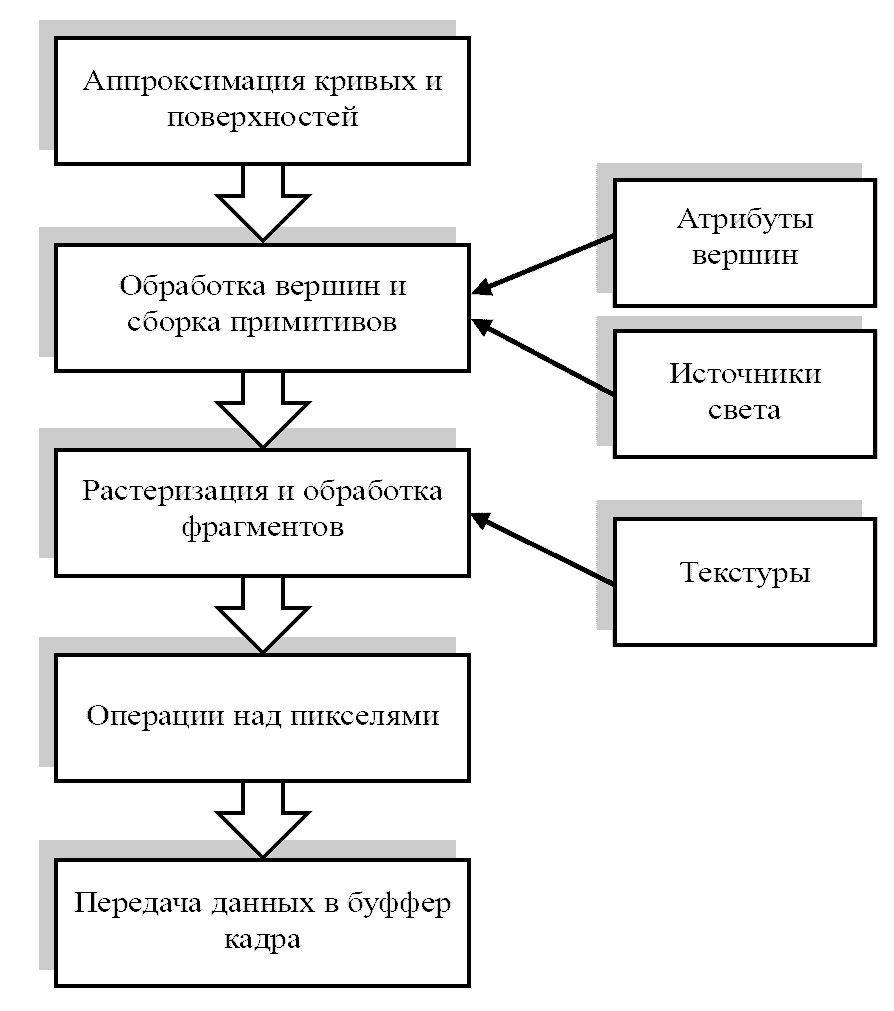 Аппроксимация кривых и
поверхностей
Обработка вершин и
сборка примитивов
Растеризация и обработка
фрагментов
Операции над пикселями
Передача данных в буффер
кадра
Атрибуты
вершин
Источники
света
Текстуры